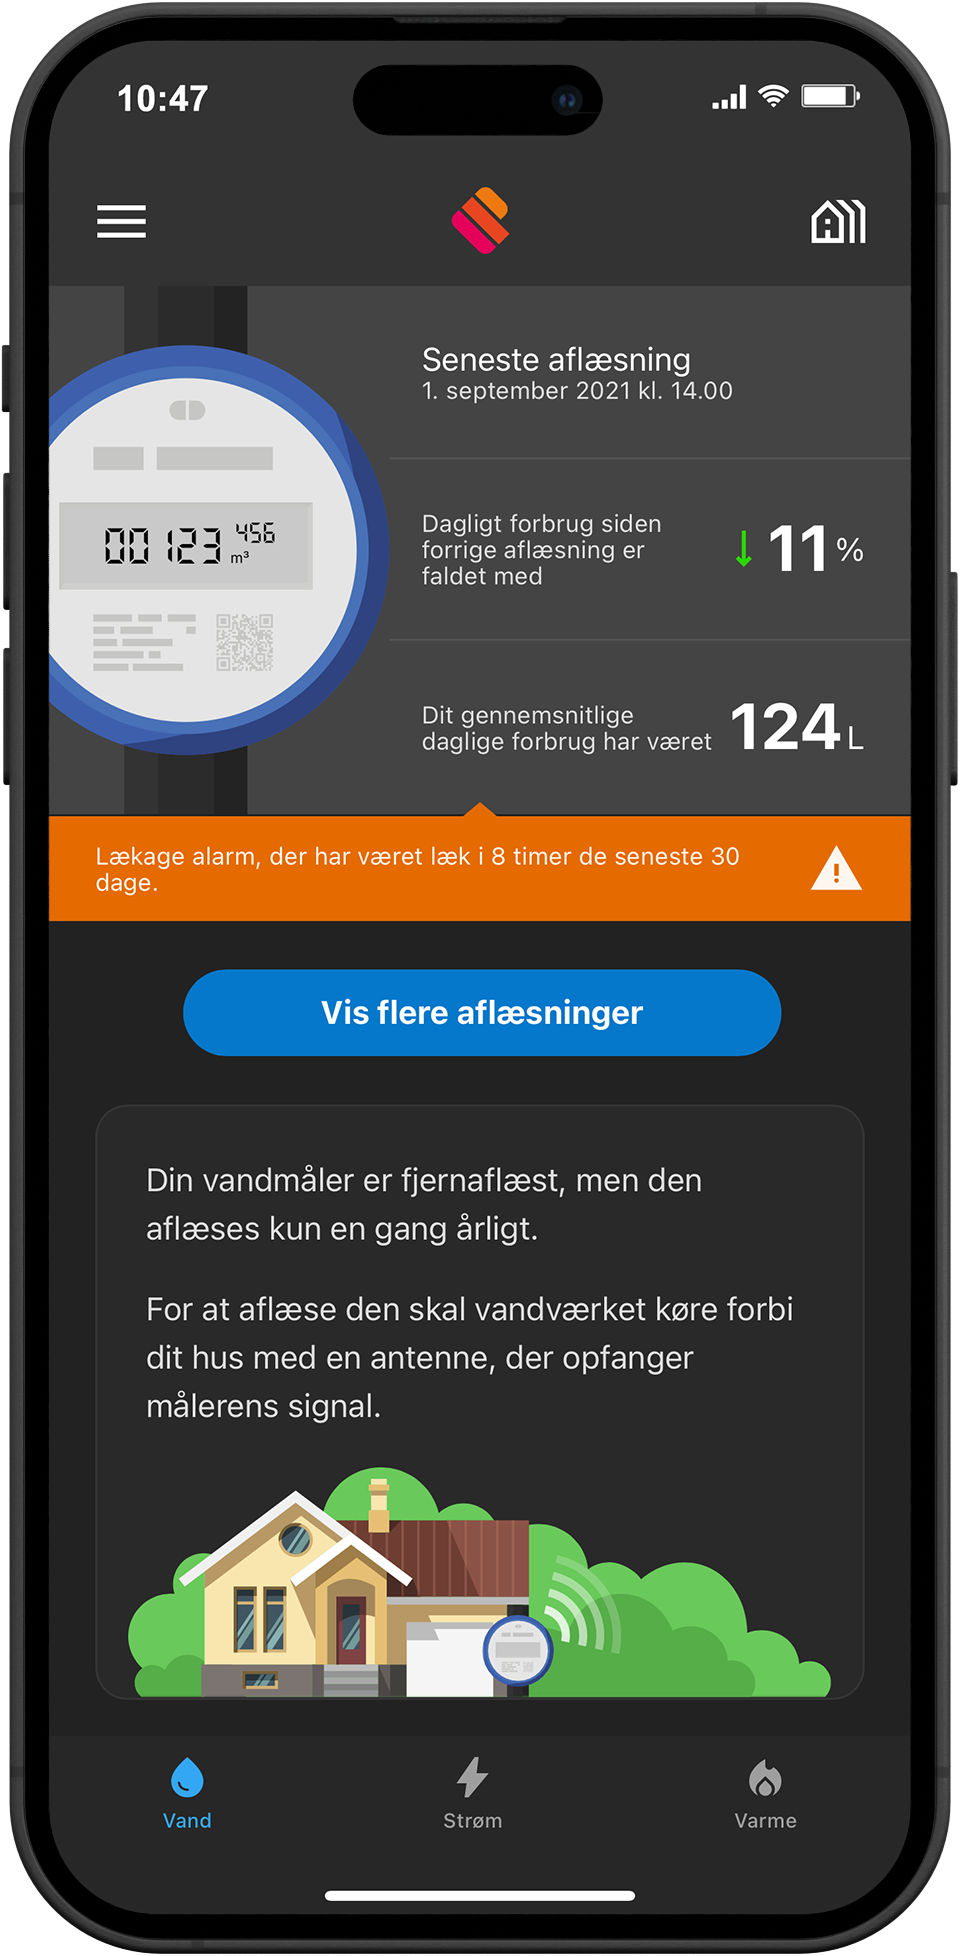 10:47
Seneste aflæsning
1. september 2021 kl. 14.00
00123 456
m³
Dagligt forbrug siden
forrige aflæsning er
faldet med
↓ 11 %
Dit gennemsnitlige
daglige forbrug har været
124 L
Lækage alarm, der har været læk i 8 timer de seneste 30
dage.
Vis flere aflæsninger
Din vandmåler er fjernaflæst, men den
aflæses kun en gang årligt.
For at aflæse den skal vandværket køre forbi
dit hus med en antenne, der opfanger
målerens signal.
Vand
Strøm
Varme